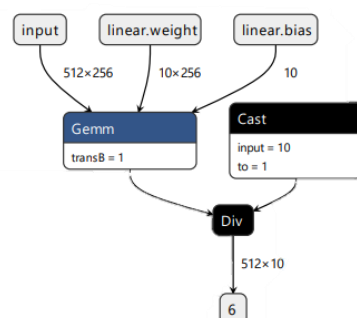 input
linear.weight
linear.bias
512×256
10×256
10
Gemm
transB = 1
Cast
input = 10
to = 1
Div
512×10
6